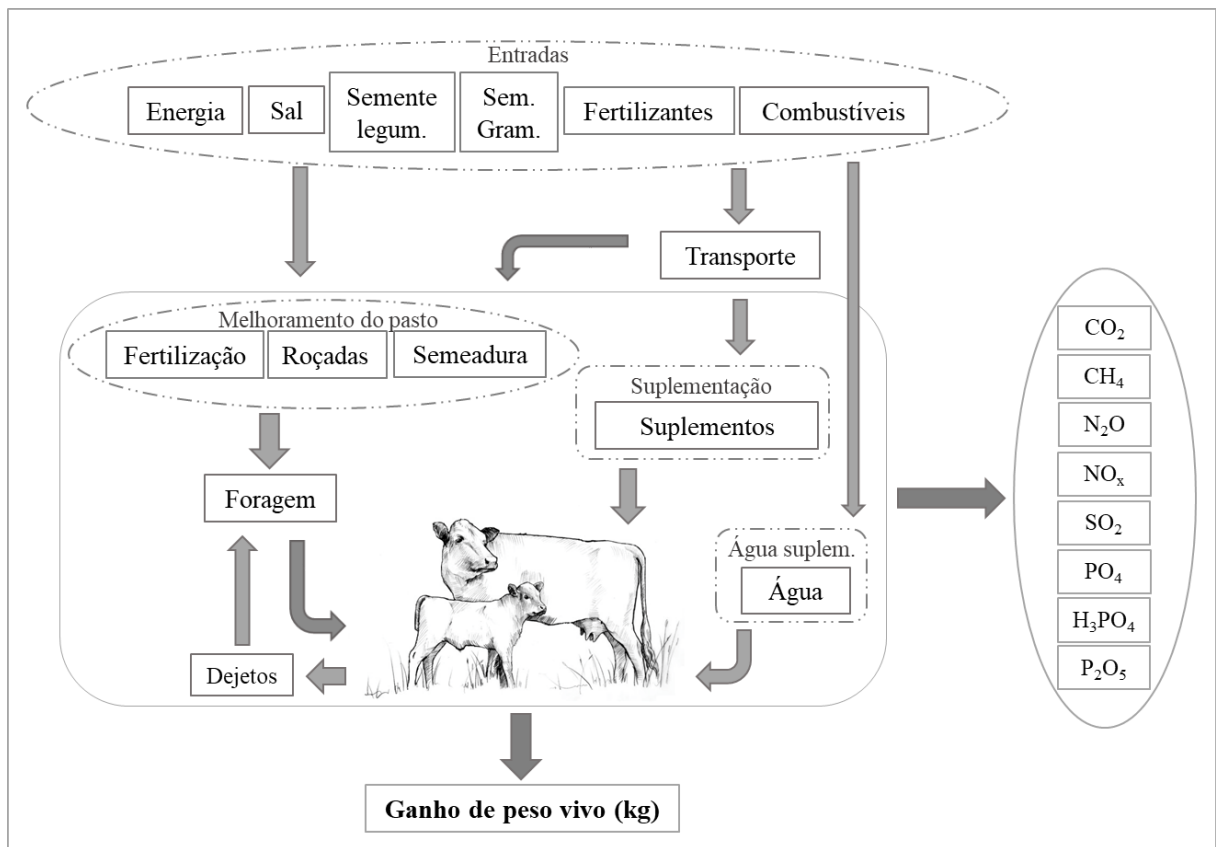 Entradas
Energia
Sal
Semente
legum.
Sem.
Gram.
Fertilizantes
Combustíveis
Transporte
Melhoramento do pasto
Fertilização
Roçadas
Semeadura
Suplementação
Suplementos
Foragem
Água suplem.
Água
Dejetos
Ganho de peso vivo (kg)
CO₂
CH₄
N₂O
NOₓ
SO₂
PO₄
H₃PO₄
P₂O₅